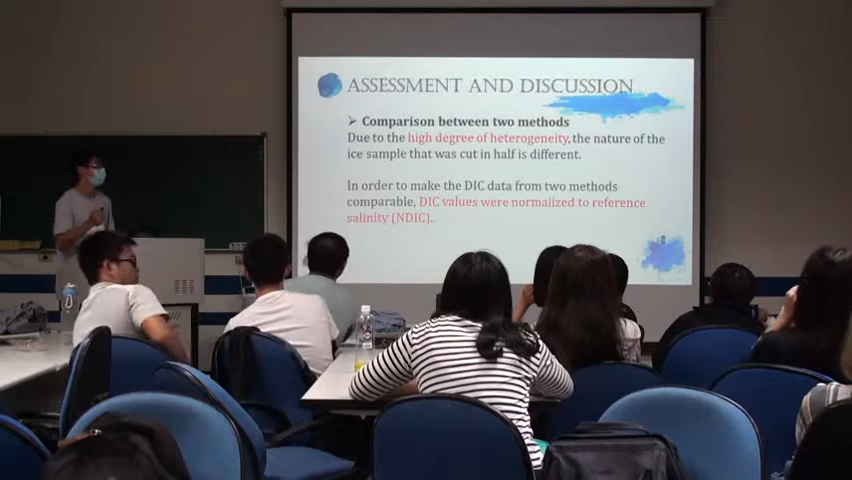 ASSESSMENT AND DISCUSSION
➤ Comparison between two methods
Due to the high degree of heterogeneity, the nature of the
ice sample that was cut in half is different.
In order to make the DIC data from two methods
comparable, DIC values were normalized to reference
salinity (NDIC).